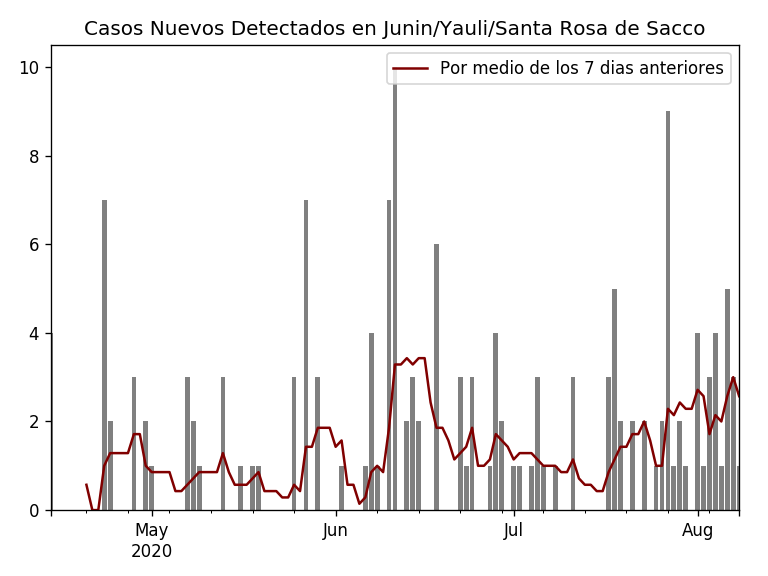 Casos Nuevos Detectados en Junin/Yauli/Santa Rosa de Sacco
Por medio de los 7 dias anteriores
10
8
6
4
2
0
May
2020
Jun
Jul
Aug